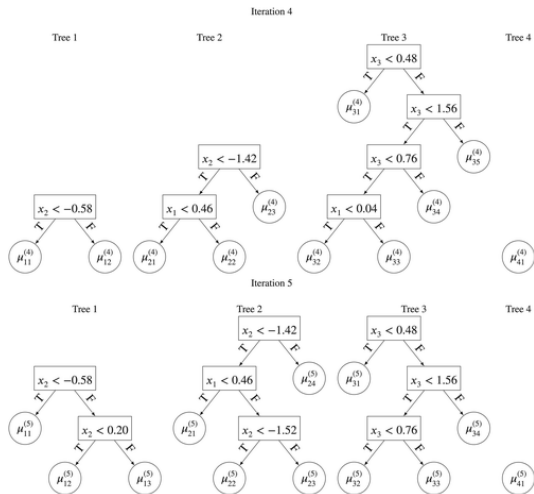 Iteration 4
Tree 1 Tree 2 Tree 3 Tree 4
x₃ < 0.48
T F
μ₃₁⁽⁴⁾ x₃ < 1.56
T F
x₂ < −1.42 x₃ < 0.76 μ₃₅⁽⁴⁾
T F T F
x₂ < −0.58 x₁ < 0.46 μ₂₃⁽⁴⁾ x₁ < 0.04 μ₃₄⁽⁴⁾
T F T F T F
μ₁₁⁽⁴⁾ μ₁₂⁽⁴⁾ μ₂₁⁽⁴⁾ μ₂₂⁽⁴⁾ μ₃₂⁽⁴⁾ μ₃₃⁽⁴⁾ μ₄₁⁽⁴⁾
Iteration 5
Tree 1 Tree 2 Tree 3 Tree 4
x₂ < −1.42 x₃ < 0.48
T F T F
x₂ < −0.58 x₁ < 0.46 μ₂₄⁽⁵⁾ μ₃₁⁽⁵⁾ x₃ < 1.56
T F T F T F
μ₁₁⁽⁵⁾ x₂ < 0.20 μ₂₁⁽⁵⁾ x₂ < −1.52 x₃ < 0.76 μ₃₄⁽⁵⁾
T F T F T F
μ₁₂⁽⁵⁾ μ₁₃⁽⁵⁾ μ₂₂⁽⁵⁾ μ₂₃⁽⁵⁾ μ₃₂⁽⁵⁾ μ₃₃⁽⁵⁾ μ₄₁⁽⁵⁾